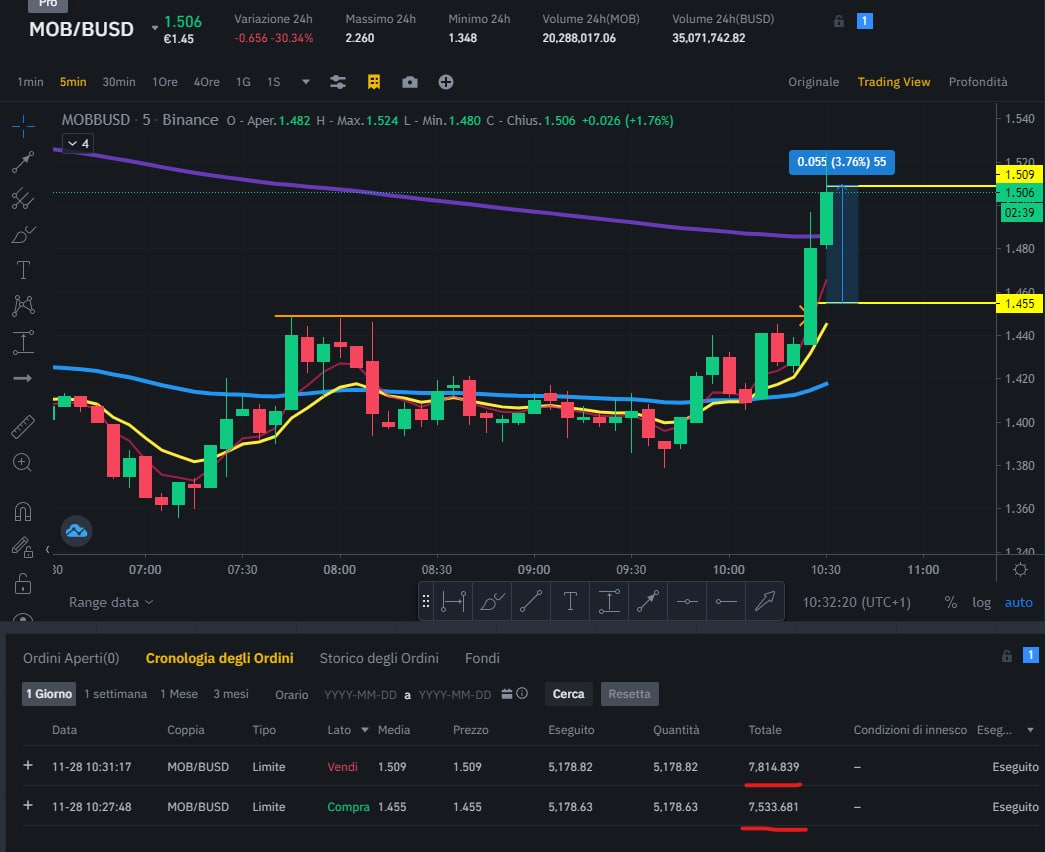 Pro
MOB/BUSD
1.506
€1.45
Variazione 24h
-0.656 -30.34%
Massimo 24h
2.260
Minimo 24h
1.348
Volume 24h(MOB)
20,288,017.06
Volume 24h(BUSD)
35,071,742.82
1
1min 5min 30min 1Ore 4Ore 1G 1S
Originale Trading View Profondità
MOBBUSD · 5 · Binance O - Aper.1.482 H - Max.1.524 L - Min.1.480 C - Chius.1.506 +0.026 (+1.76%)
4
0.055 (3.76%) 55
1.540
1.520
1.509
1.506
02:39
1.480
1.460
1.455
1.440
1.420
1.400
1.380
1.360
1.340
30 07:00 07:30 08:00 08:30 09:00 09:30 10:00 10:30 11:00
Range data
T
10:32:20 (UTC+1) % log auto
Ordini Aperti(0) Cronologia degli Ordini Storico degli Ordini Fondi
1
1 Giorno 1 settimana 1 Mese 3 mesi Orario YYYY-MM-DD a YYYY-MM-DD Cerca Resetta
Data Coppia Tipo Lato Media Prezzo Eseguito Quantità Totale Condizioni di innesco Eseg...
+ 11-28 10:31:17 MOB/BUSD Limite Vendi 1.509 1.509 5,178.82 5,178.82 7,814.839 – Eseguito
+ 11-28 10:27:48 MOB/BUSD Limite Compra 1.455 1.455 5,178.63 5,178.63 7,533.681 – Eseguito